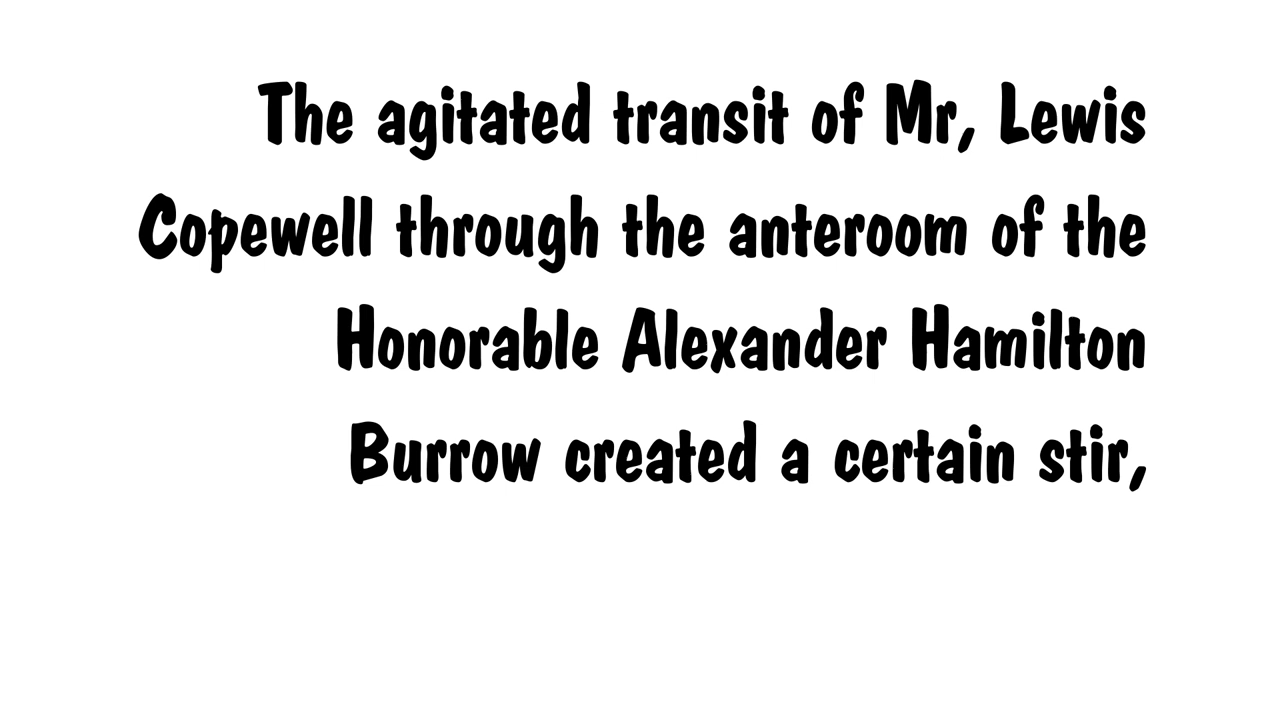 The agitated transit of Mr, Lewis
Copewell through the anteroom of the
Honorable Alexander Hamilton
Burrow created a certain stir,